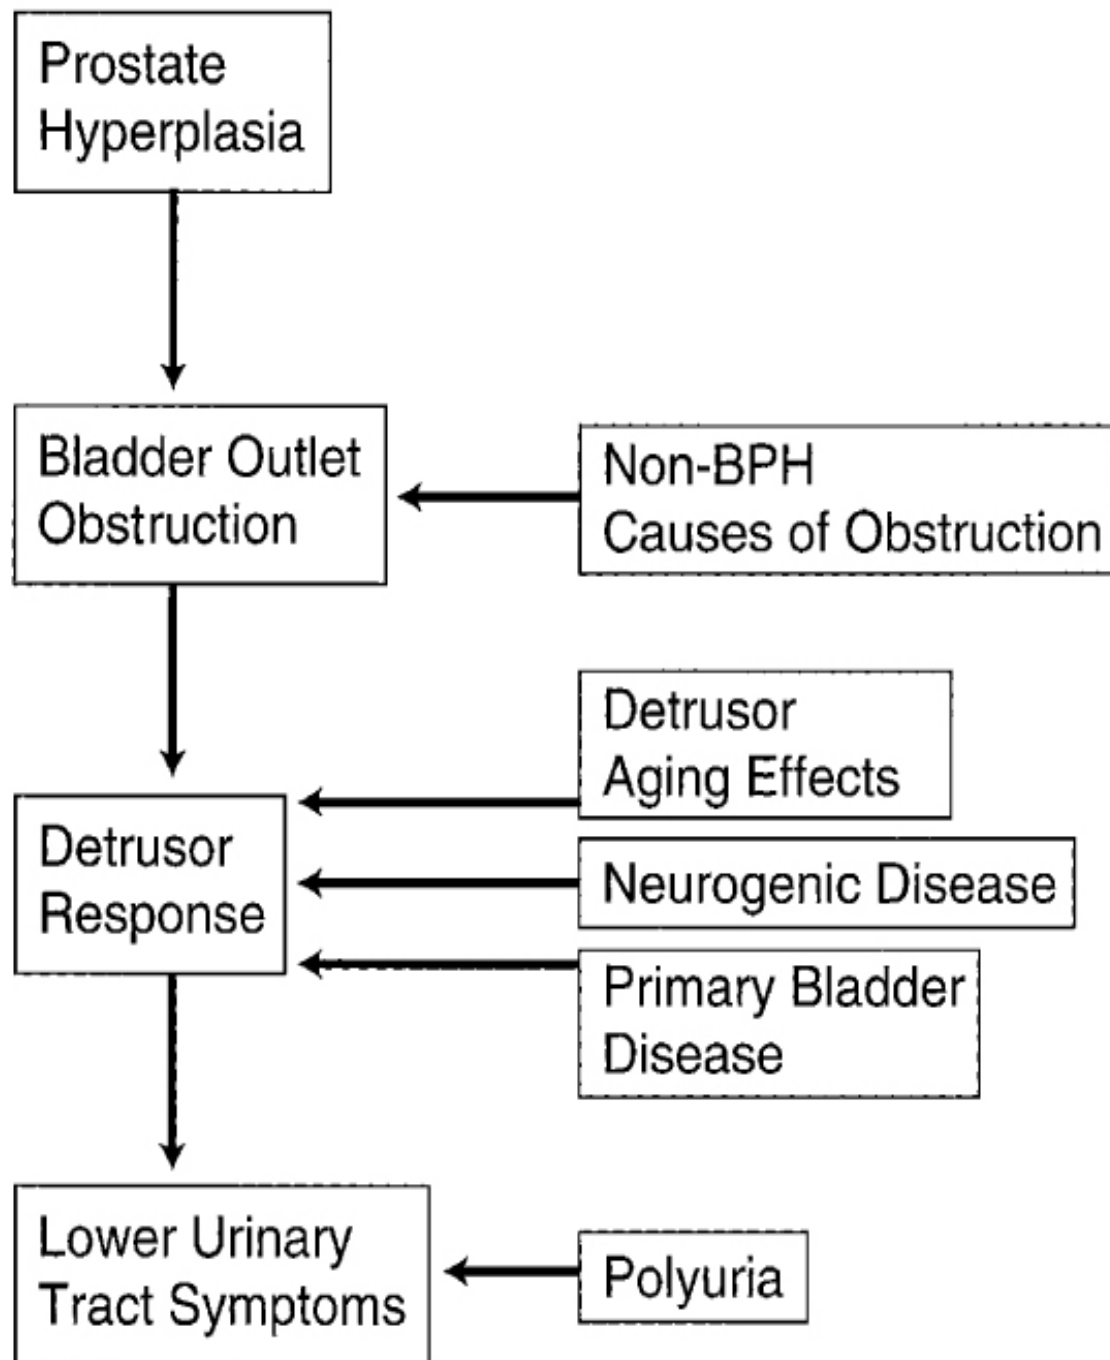 Prostate
Hyperplasia
Bladder Outlet
Obstruction
Non-BPH
Causes of Obstruction
Detrusor
Aging Effects
Detrusor
Response
Neurogenic Disease
Primary Bladder
Disease
Lower Urinary
Tract Symptoms
Polyuria